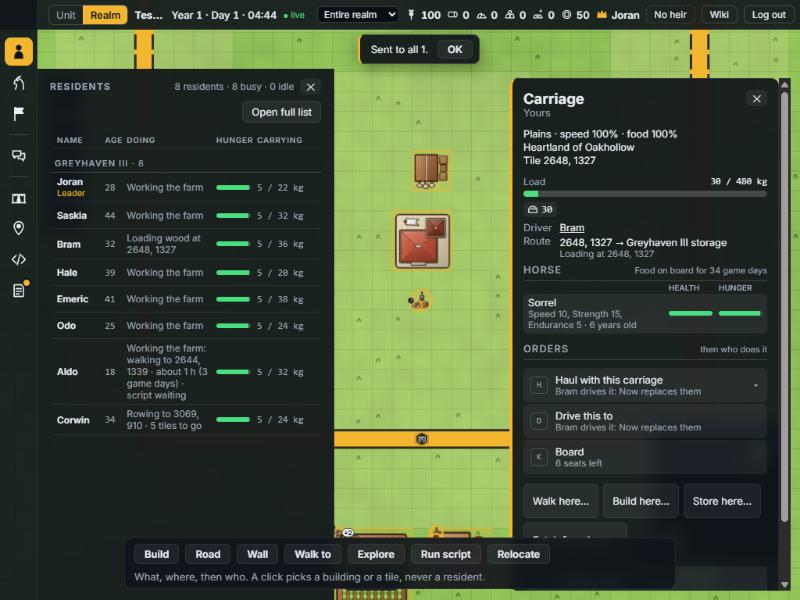 Unit Realm Tes... Year 1 · Day 1 · 04:44 • live Entire realm 100 0 0 0 0 50 Joran No heir Wiki Log out
Sent to all 1. OK
RESIDENTS 8 residents · 8 busy · 0 idle
Open full list
NAME AGE DOING HUNGER CARRYING
GREYHAVEN III · 8
Joran 28 Working the farm 5 / 22 kg
Leader
Saskia 44 Working the farm 5 / 32 kg
Bram 32 Loading wood at 2648, 1327 5 / 36 kg
Hale 39 Working the farm 5 / 20 kg
Emeric 41 Working the farm 5 / 38 kg
Odo 25 Working the farm 5 / 24 kg
Aldo 18 Working the farm: walking to 2644, 1339 · about 1 h (3 game days) · script waiting 5 / 32 kg
Corwin 34 Rowing to 3069, 910 · 5 tiles to go 5 / 24 kg
Carriage
Yours
Plains · speed 100% · food 100%
Heartland of Oakhollow
Tile 2648, 1327
Load 30 / 480 kg
30
Driver Bram
Route 2648, 1327 → Greyhaven III storage
Loading at 2648, 1327
HORSE Food on board for 34 game days
HEALTH HUNGER
Sorrel
Speed 10, Strength 15,
Endurance 5 · 6 years old
ORDERS then who does it
H Haul with this carriage
Bram drives it: Now replaces them
D Drive this to
Bram drives it: Now replaces them
K Board
6 seats left
Walk here... Build here... Store here...
×2
Build Road Wall Walk to Explore Run script Relocate
What, where, then who. A click picks a building or a tile, never a resident.